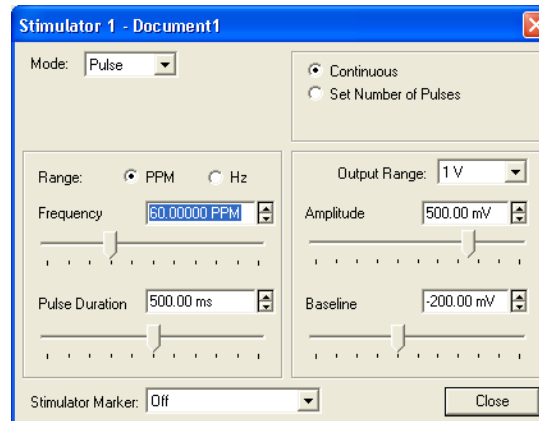 Stimulator 1 - Document1
Mode: Pulse
Continuous
Set Number of Pulses
Range: PPM Hz
Frequency 60.00000 PPM
Pulse Duration 500.00 ms
Output Range: 1 V
Amplitude 500.00 mV
Baseline -200.00 mV
Stimulator Marker: Off
Close